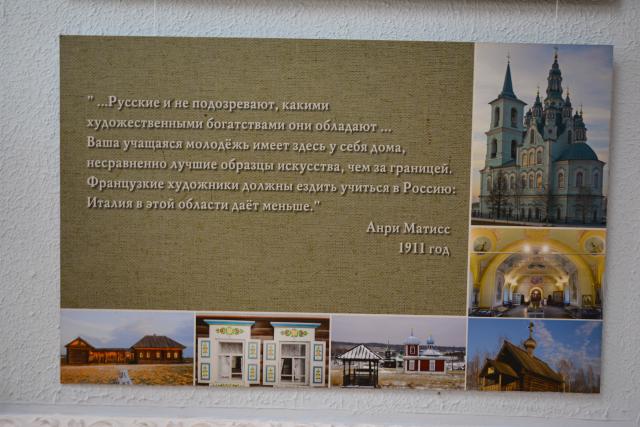 " ...Русские и не подозревают, какими
художественными богатствами они обладают ...
Ваша учащаяся молодёжь имеет здесь у себя дома,
несравненно лучшие образцы искусства, чем за границей.
Французские художники должны ездить учиться в Россию:
Италия в этой области даёт меньше."
Анри Матисс
1911 год